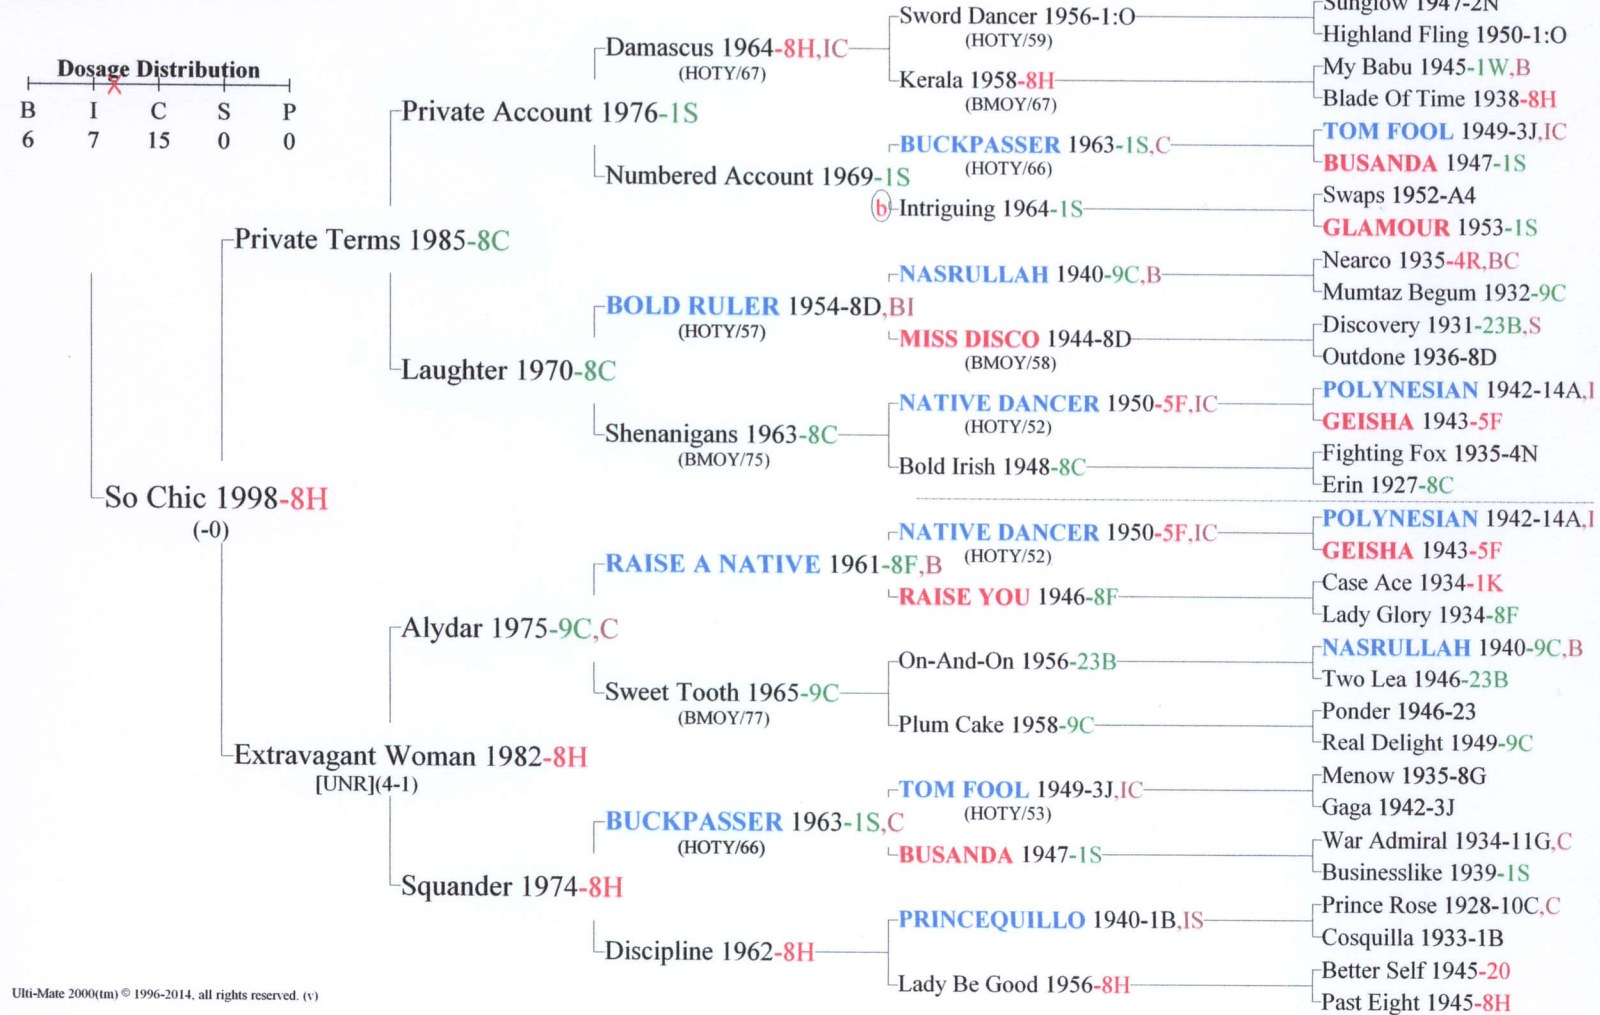 Dosage Distribution
B I C S P
6 7 15 0 0
So Chic 1998-8H
(-0)
Private Terms 1985-8C
Extravagant Woman 1982-8H
[UNR](4-1)
Private Account 1976-1S
Laughter 1970-8C
Alydar 1975-9C,C
Squander 1974-8H
Damascus 1964-8H,IC
(HOTY/67)
Numbered Account 1969-1S
BOLD RULER 1954-8D,BI
(HOTY/57)
Shenanigans 1963-8C
(BMOY/75)
RAISE A NATIVE 1961-8F,B
Sweet Tooth 1965-9C
(BMOY/77)
BUCKPASSER 1963-1S,C
(HOTY/66)
Discipline 1962-8H
Sword Dancer 1956-1:O
(HOTY/59)
Kerala 1958-8H
(BMOY/67)
BUCKPASSER 1963-1S,C
(HOTY/66)
b Intriguing 1964-1S
NASRULLAH 1940-9C,B
MISS DISCO 1944-8D
(BMOY/58)
NATIVE DANCER 1950-5F,IC
(HOTY/52)
Bold Irish 1948-8C
NATIVE DANCER 1950-5F,IC
(HOTY/52)
RAISE YOU 1946-8F
On-And-On 1956-23B
Plum Cake 1958-9C
TOM FOOL 1949-3J,IC
(HOTY/53)
BUSANDA 1947-1S
PRINCEQUILLO 1940-1B,IS
Lady Be Good 1956-8H
Sunglow 1947-2N
Highland Fling 1950-1:O
My Babu 1945-1W,B
Blade Of Time 1938-8H
TOM FOOL 1949-3J,IC
BUSANDA 1947-1S
Swaps 1952-A4
GLAMOUR 1953-1S
Nearco 1935-4R,BC
Mumtaz Begum 1932-9C
Discovery 1931-23B,S
Outdone 1936-8D
POLYNESIAN 1942-14A,I
GEISHA 1943-5F
Fighting Fox 1935-4N
Erin 1927-8C
POLYNESIAN 1942-14A,I
GEISHA 1943-5F
Case Ace 1934-1K
Lady Glory 1934-8F
NASRULLAH 1940-9C,B
Two Lea 1946-23B
Ponder 1946-23
Real Delight 1949-9C
Menow 1935-8G
Gaga 1942-3J
War Admiral 1934-11G,C
Businesslike 1939-1S
Prince Rose 1928-10C,C
Cosquilla 1933-1B
Better Self 1945-20
Past Eight 1945-8H
Ulti-Mate 2000(tm) © 1996-2014, all rights reserved. (v)